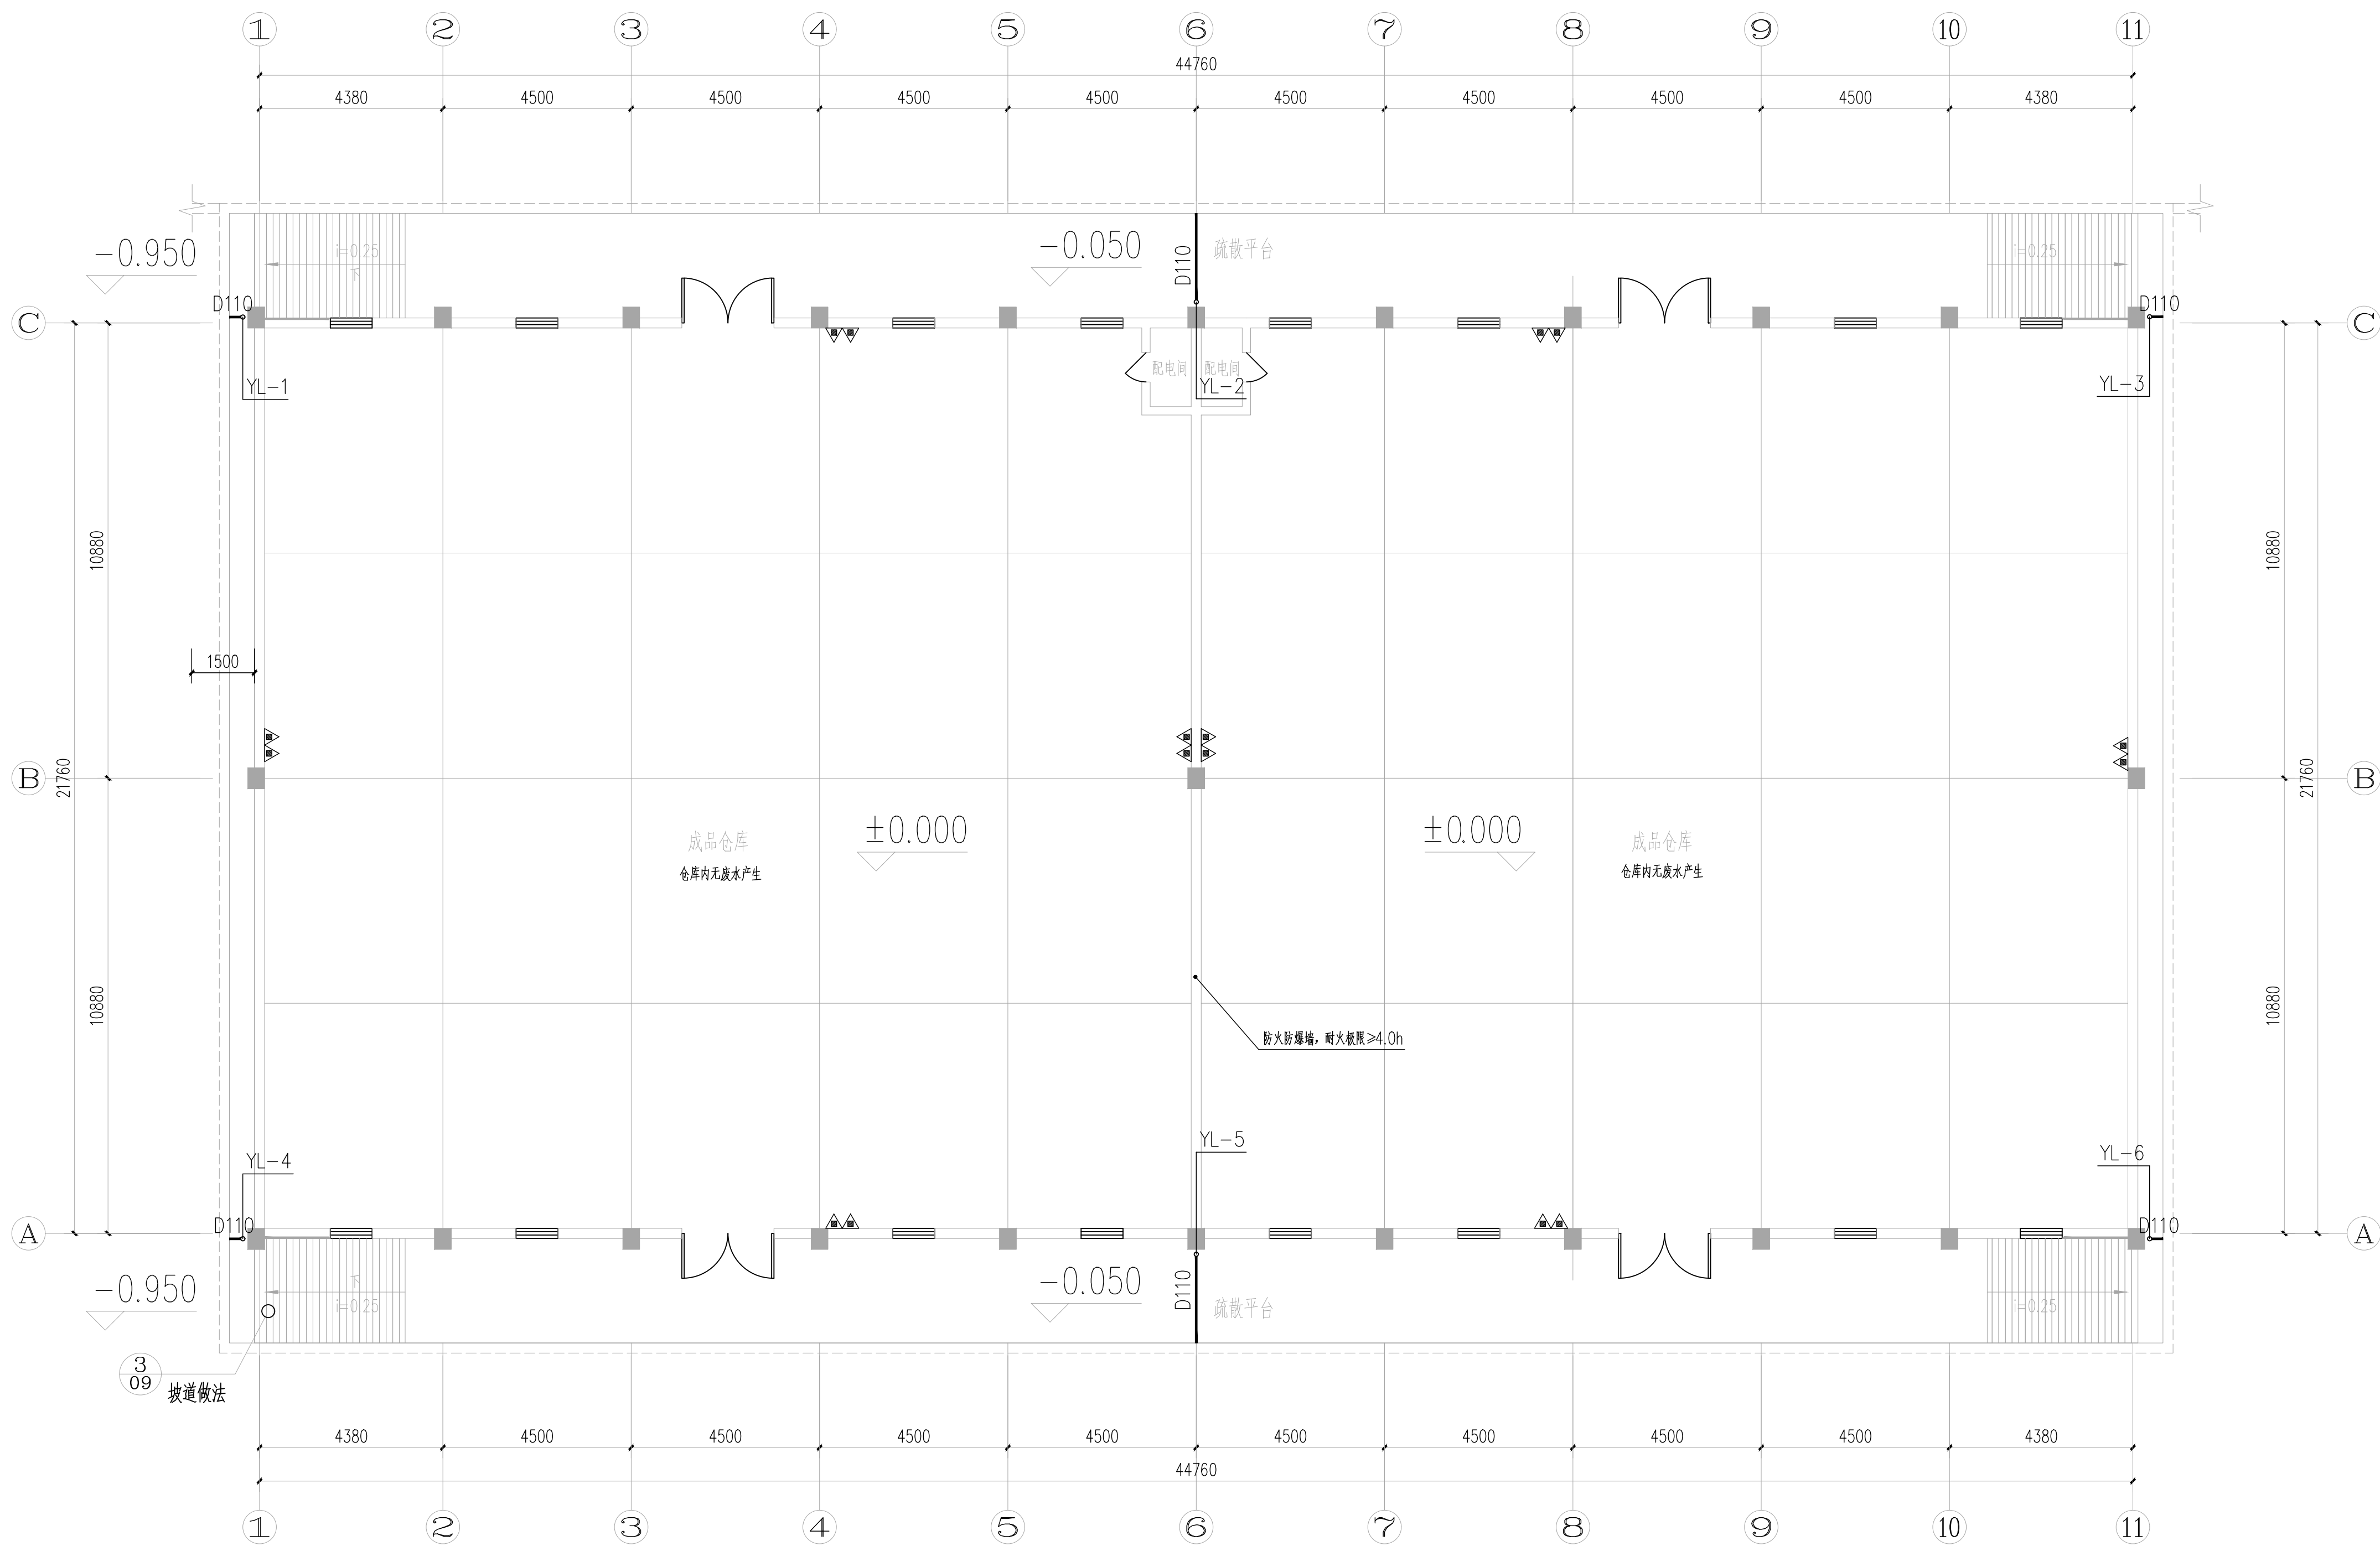 1 2 3 4 5 6 7 8 9 10 11
44760
4380 4500 4500 4500 4500 4500 4500 4500 4500 4380
-0.950
i=0.25
下
-0.050
D110
疏散平台
i=0.25
D110
D110
C
C
配电间
配电间
YL-1
YL-2
YL-3
10880
10880
1500
B
21760
21760
B
±0.000
±0.000
成品仓库
成品仓库
仓库内无废水产生
仓库内无废水产生
10880
10880
防火防爆墙，耐火极限≥4.0h
YL-4
YL-5
YL-6
D110
D110
A
A
-0.950
下
i=0.25
-0.050
D110
疏散平台
i=0.25
3
09
坡道做法
4380 4500 4500 4500 4500 4500 4500 4500 4500 4380
44760
1 2 3 4 5 6 7 8 9 10 11